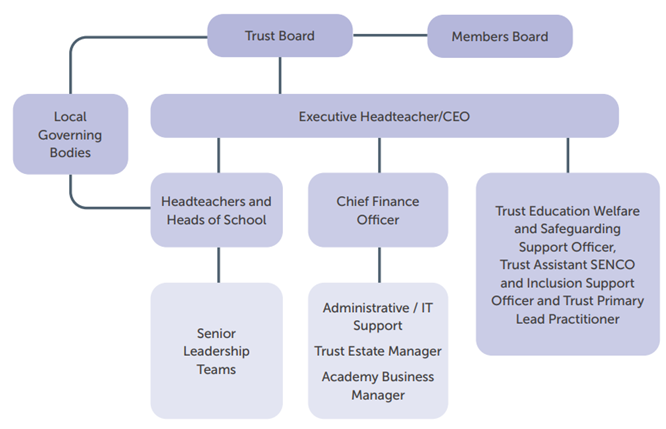 Trust Board
Members Board
Local
Governing
Bodies
Executive Headteacher/CEO
Headteachers and
Heads of School
Chief Finance
Officer
Trust Education Welfare
and Safeguarding
Support Officer,
Trust Assistant SENCO
and Inclusion Support
Officer and Trust Primary
Lead Practitioner
Senior
Leadership
Teams
Administrative / IT
Support
Trust Estate Manager
Academy Business
Manager